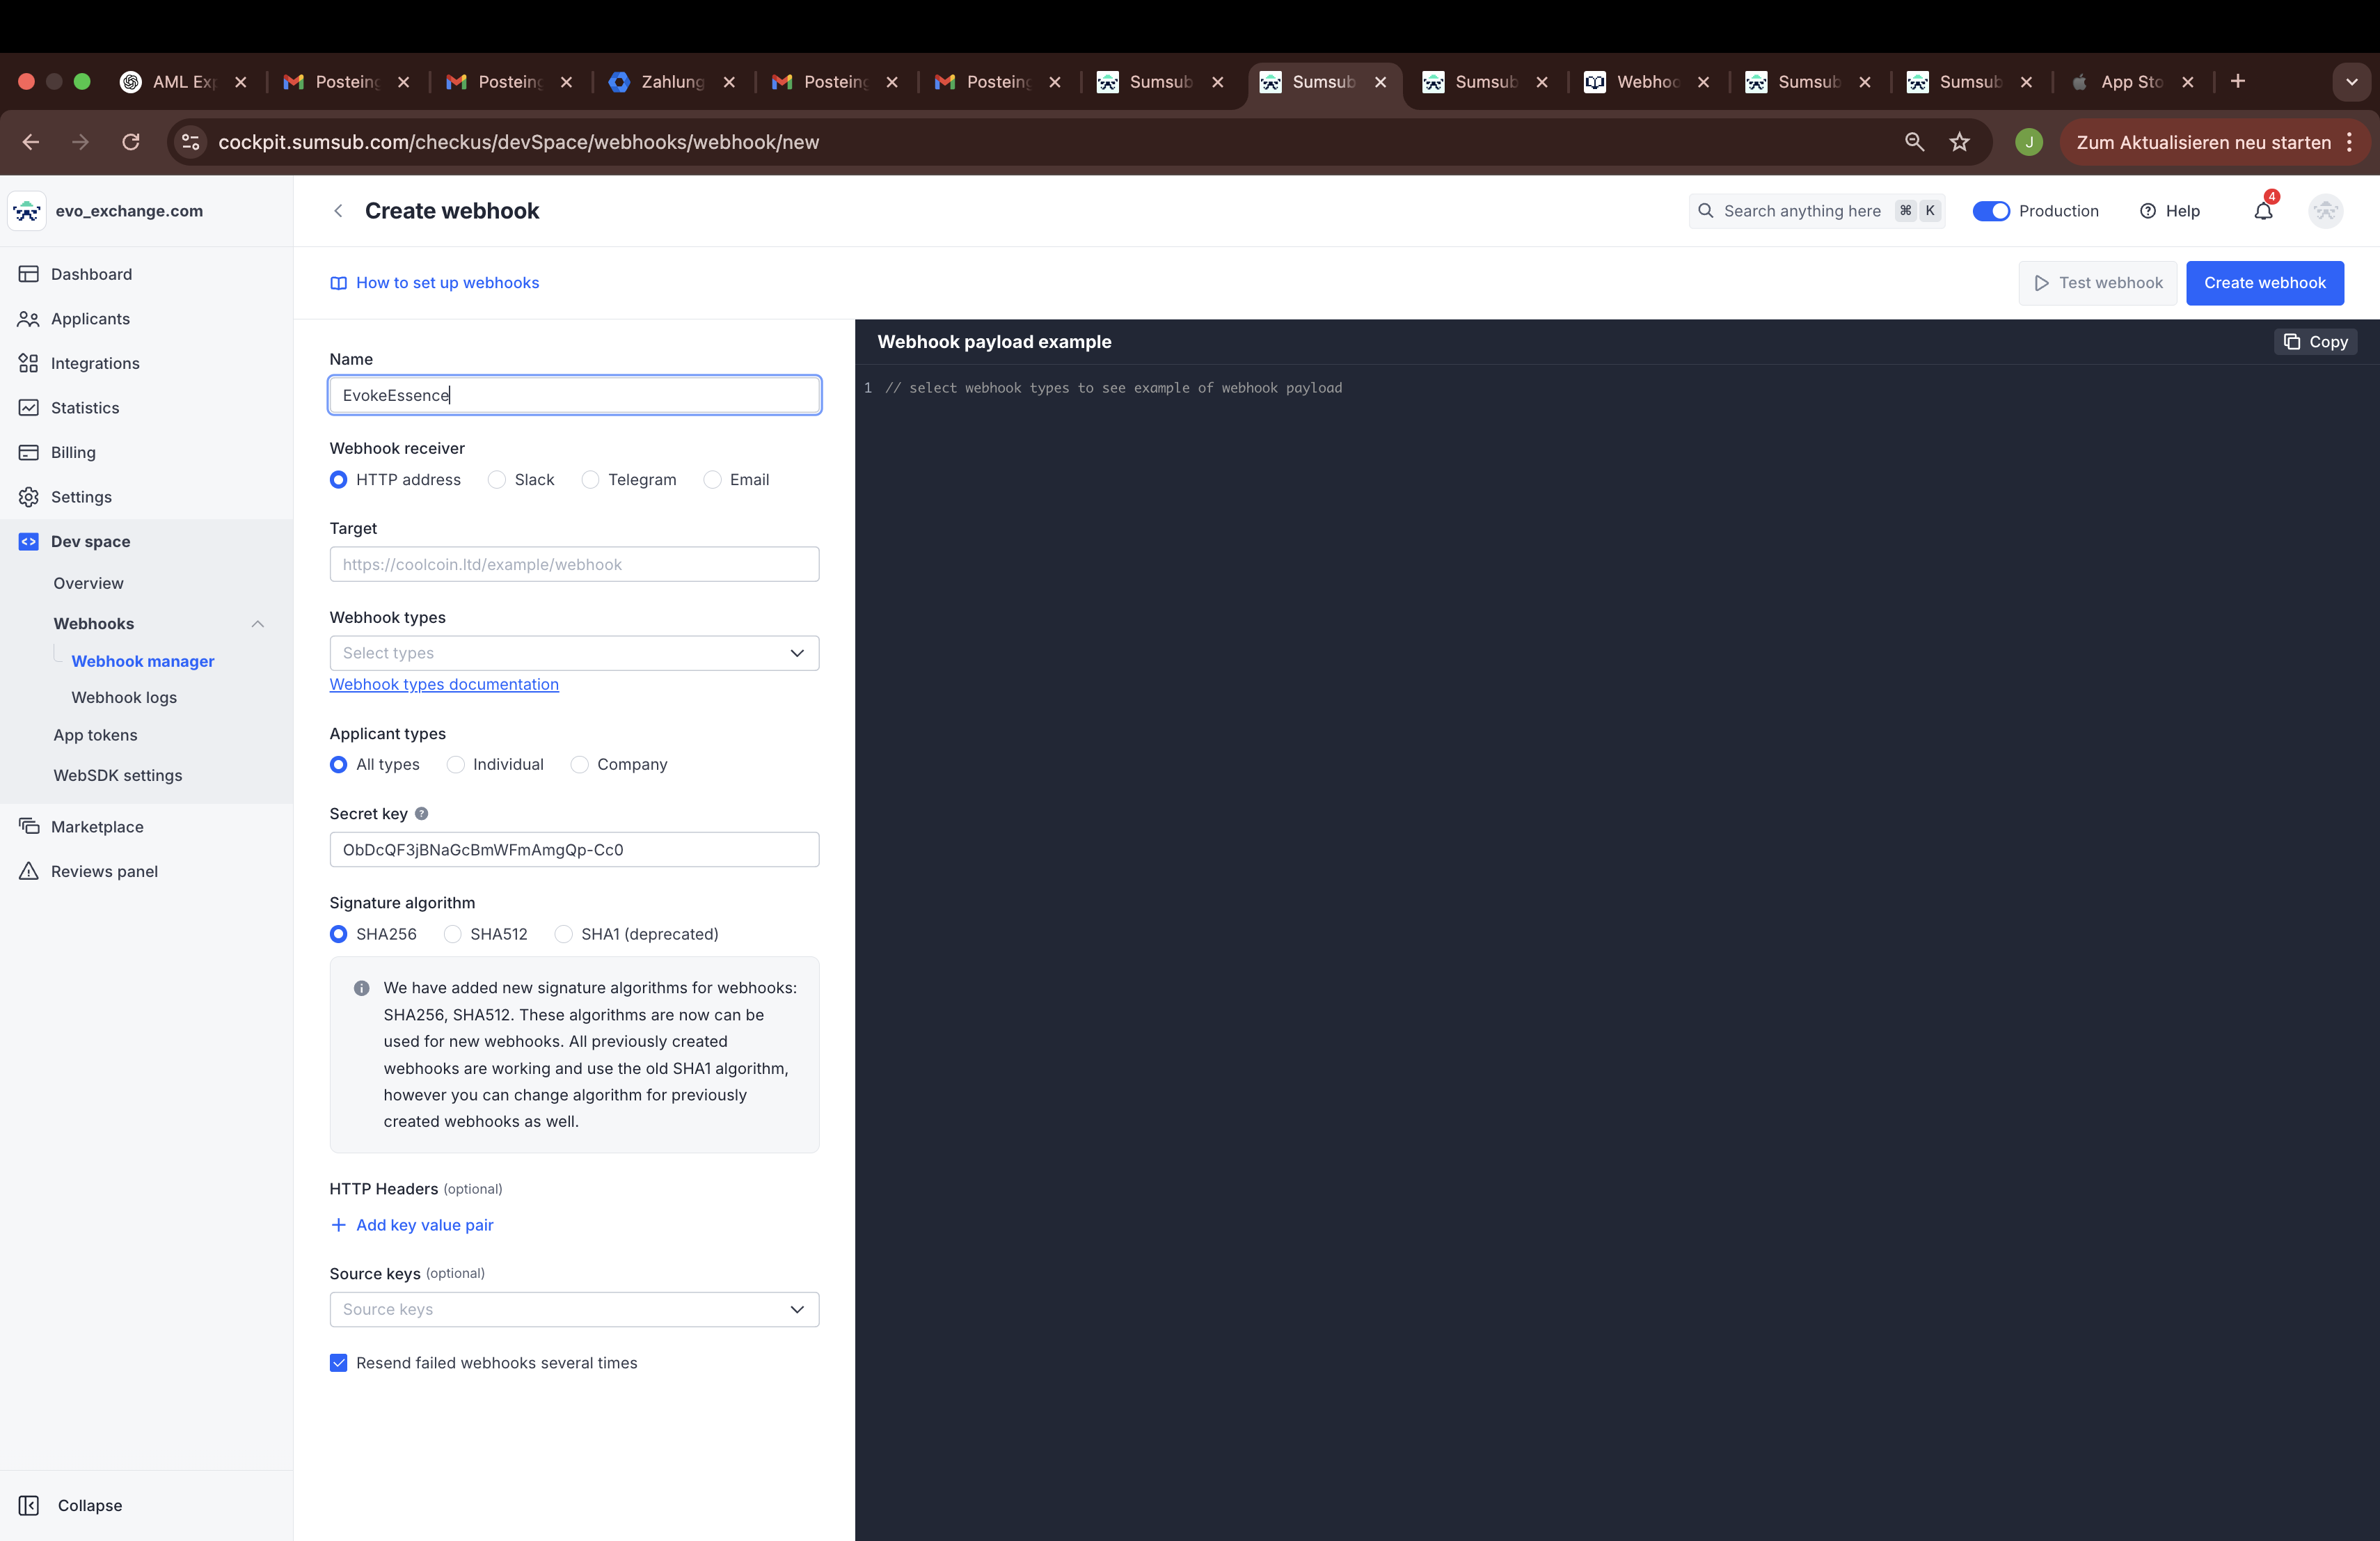 AML Exp
Posteing
Posteing
Zahlung
Posteing
Posteing
Sumsub
Sumsub
Sumsub
Webhoo
Sumsub
Sumsub
App Sto
cockpit.sumsub.com/checkus/devSpace/webhooks/webhook/new
J
Zum Aktualisieren neu starten
evo_exchange.com
Create webhook
Search anything here
⌘ K
Production
Help
4
Dashboard
Applicants
Integrations
Statistics
Billing
Settings
Dev space
Overview
Webhooks
Webhook manager
Webhook logs
App tokens
WebSDK settings
Marketplace
Reviews panel
Collapse
How to set up webhooks
Test webhook
Create webhook
Name
EvokeEssence
Webhook receiver
HTTP address Slack Telegram Email
Target
https://coolcoin.ltd/example/webhook
Webhook types
Select types
Webhook types documentation
Applicant types
All types Individual Company
Secret key
ObDcQF3jBNaGcBmWFmAmgQp-Cc0
Signature algorithm
SHA256 SHA512 SHA1 (deprecated)
We have added new signature algorithms for webhooks:
SHA256, SHA512. These algorithms are now can be
used for new webhooks. All previously created
webhooks are working and use the old SHA1 algorithm,
however you can change algorithm for previously
created webhooks as well.
HTTP Headers (optional)
Add key value pair
Source keys (optional)
Source keys
Resend failed webhooks several times
Webhook payload example
Copy
1 // select webhook types to see example of webhook payload